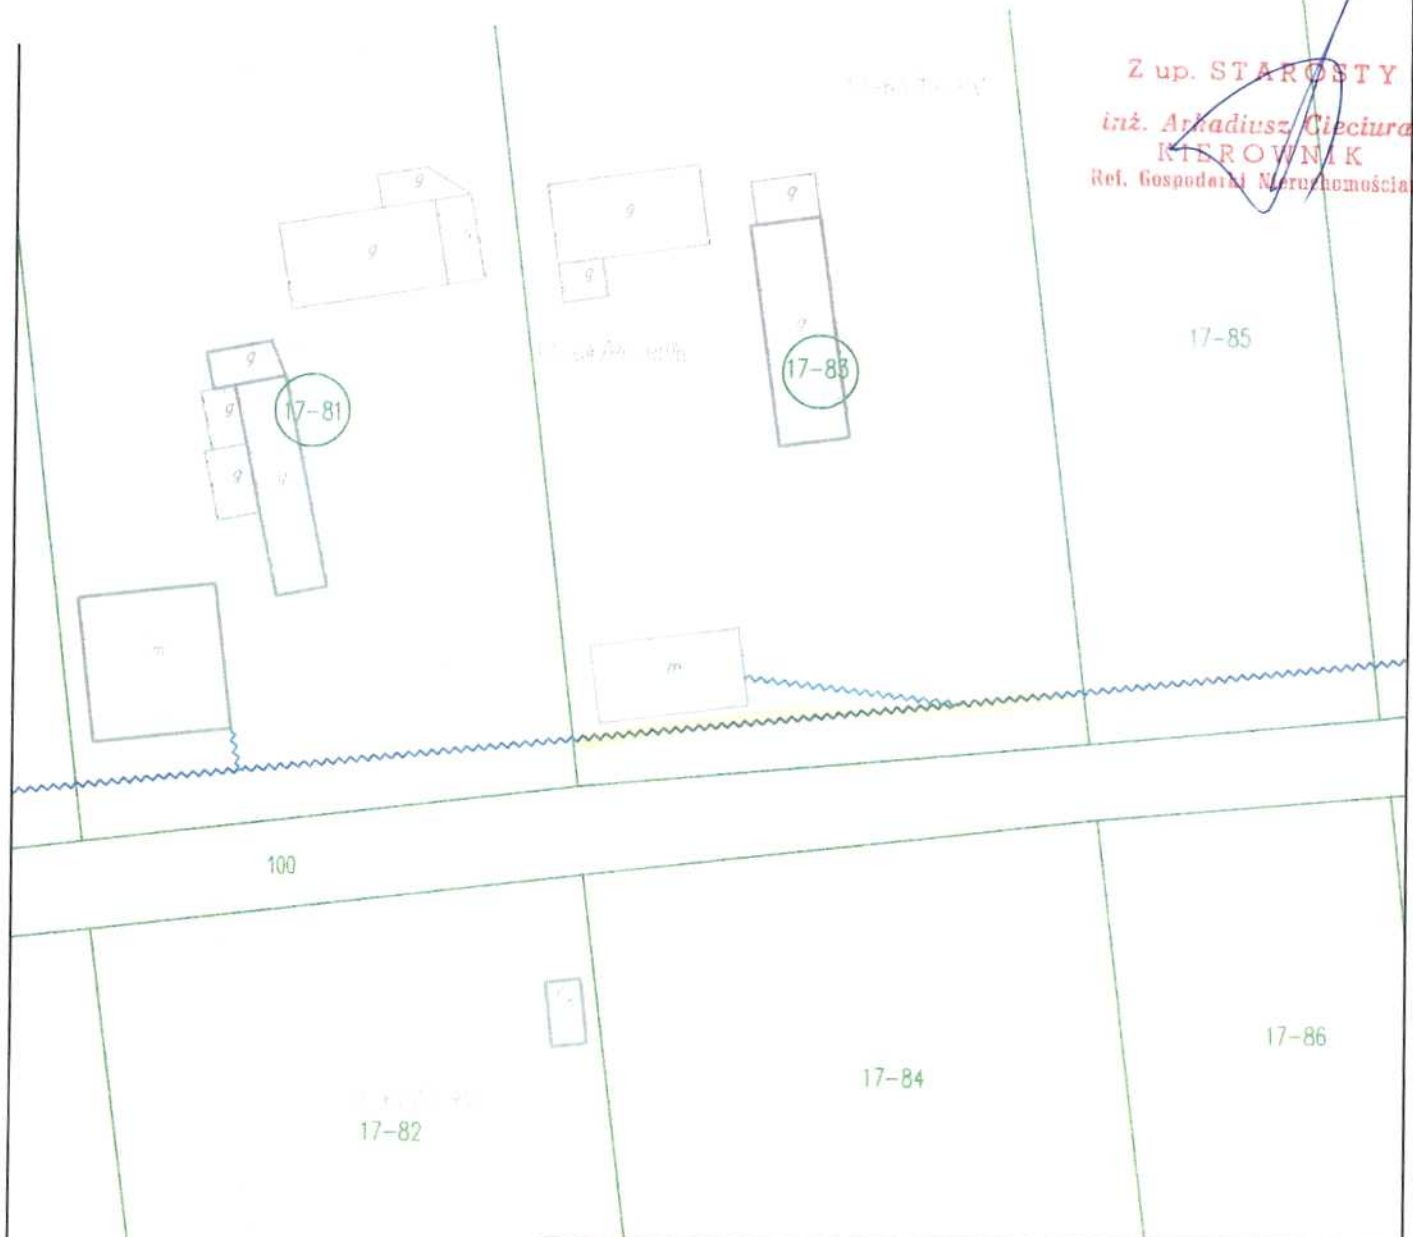 Z up. STAROSTY
inż. Arkadiusz Cieciura
KIEROWNIK
Ref. Gospodarki Nieruchomościa
g
g
g
g
g
17-85
g
g
17-83
g
17-81
g
g
m
m
100
17-86
17-84
17-82